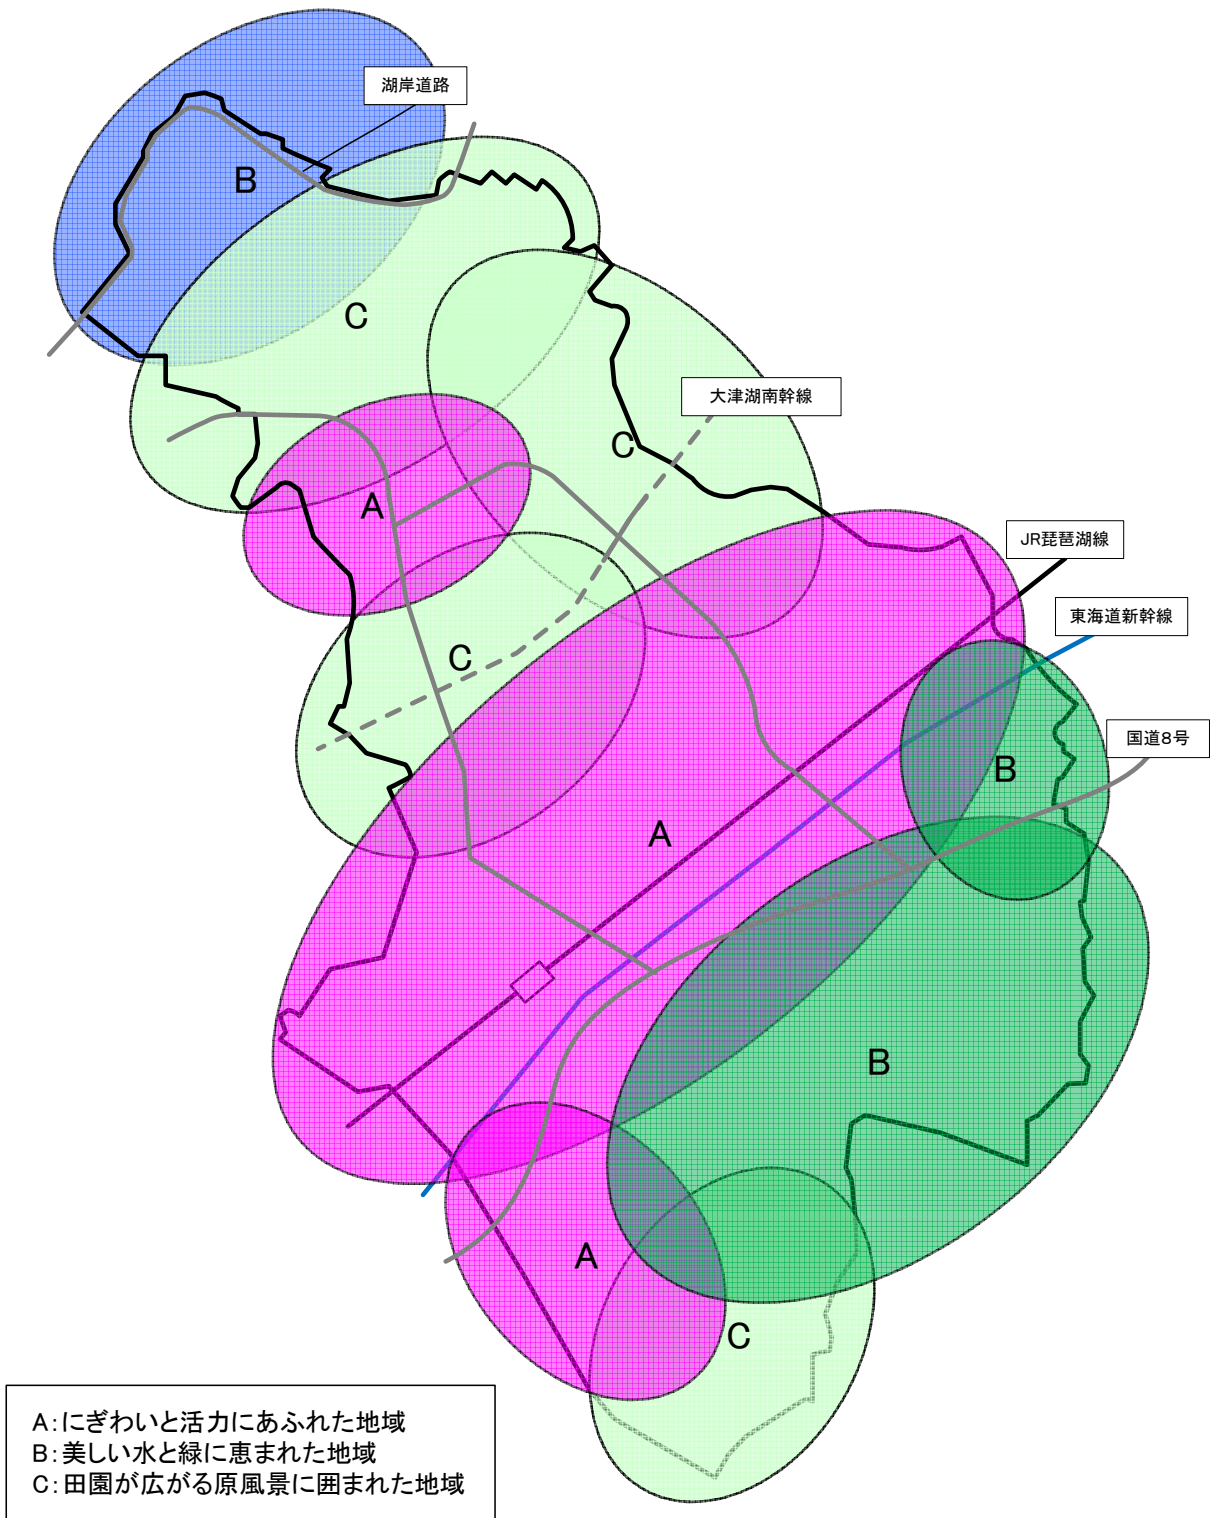 湖岸道路
B
C
大津湖南幹線
C
A
JR琵琶湖線
東海道新幹線
C
国道8号
B
A
B
A
C
A:にぎわいと活力にあふれた地域
B:美しい水と緑に恵まれた地域
C:田園が広がる原風景に囲まれた地域